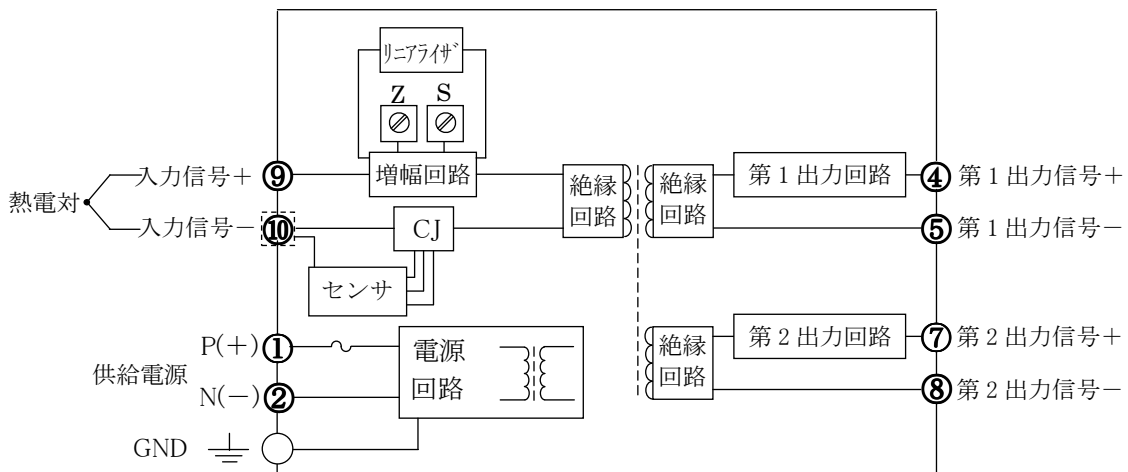 リニアライザ
Z
S
熱電対
入力信号+
⑨
増幅回路
絶縁
回路
絶縁
回路
第1出力回路
④
第1出力信号+
入力信号−
⑩
CJ
⑤
第1出力信号−
センサ
供給電源
P(+)
①
電源
回路
N(−)
②
絶縁
回路
第2出力回路
⑦
第2出力信号+
⑧
第2出力信号−
GND